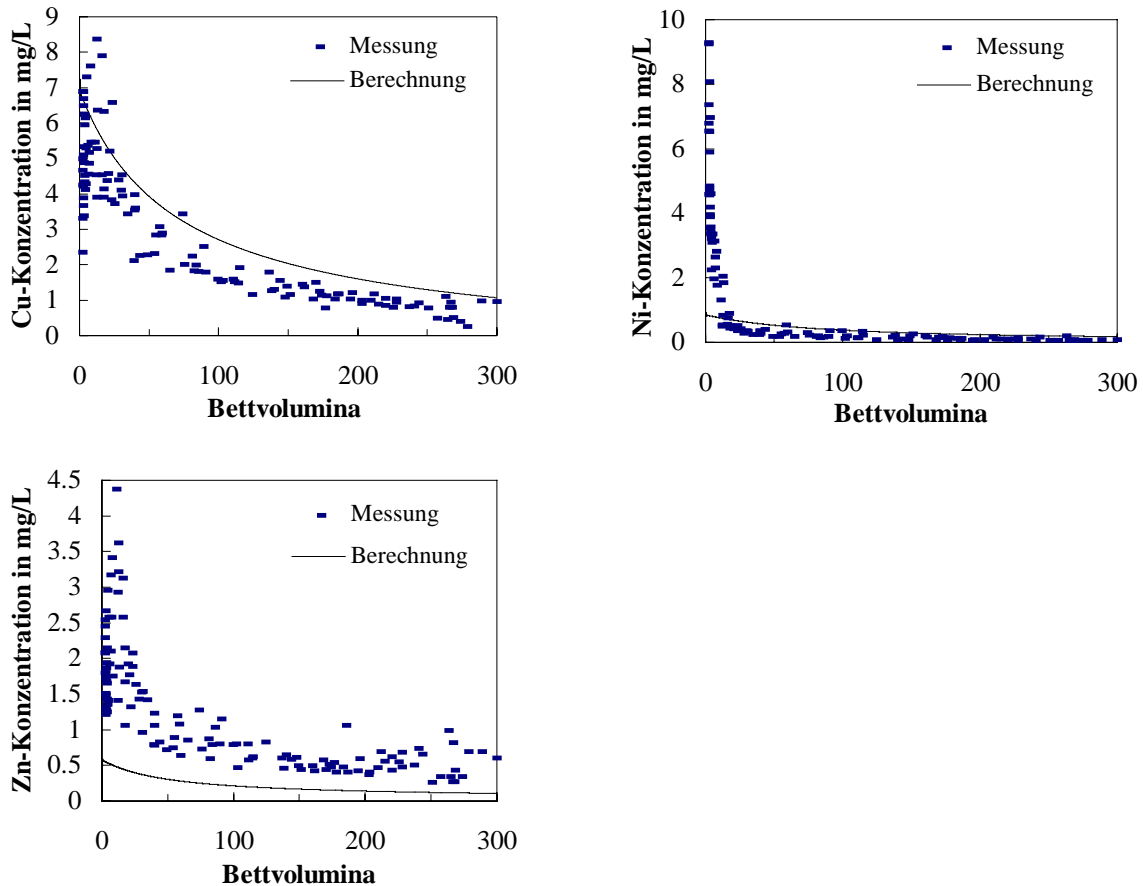 Cu-Konzentration in mg/L
9
8
7
6
5
4
3
2
1
0
Messung
Berechnung
0 100 200 300
Bettvolumina
Ni-Konzentration in mg/L
10
8
6
4
2
0
Messung
Berechnung
0 100 200 300
Bettvolumina
Zn-Konzentration in mg/L
4.5
4
3.5
3
2.5
2
1.5
1
0.5
0
Messung
Berechnung
0 100 200 300
Bettvolumina